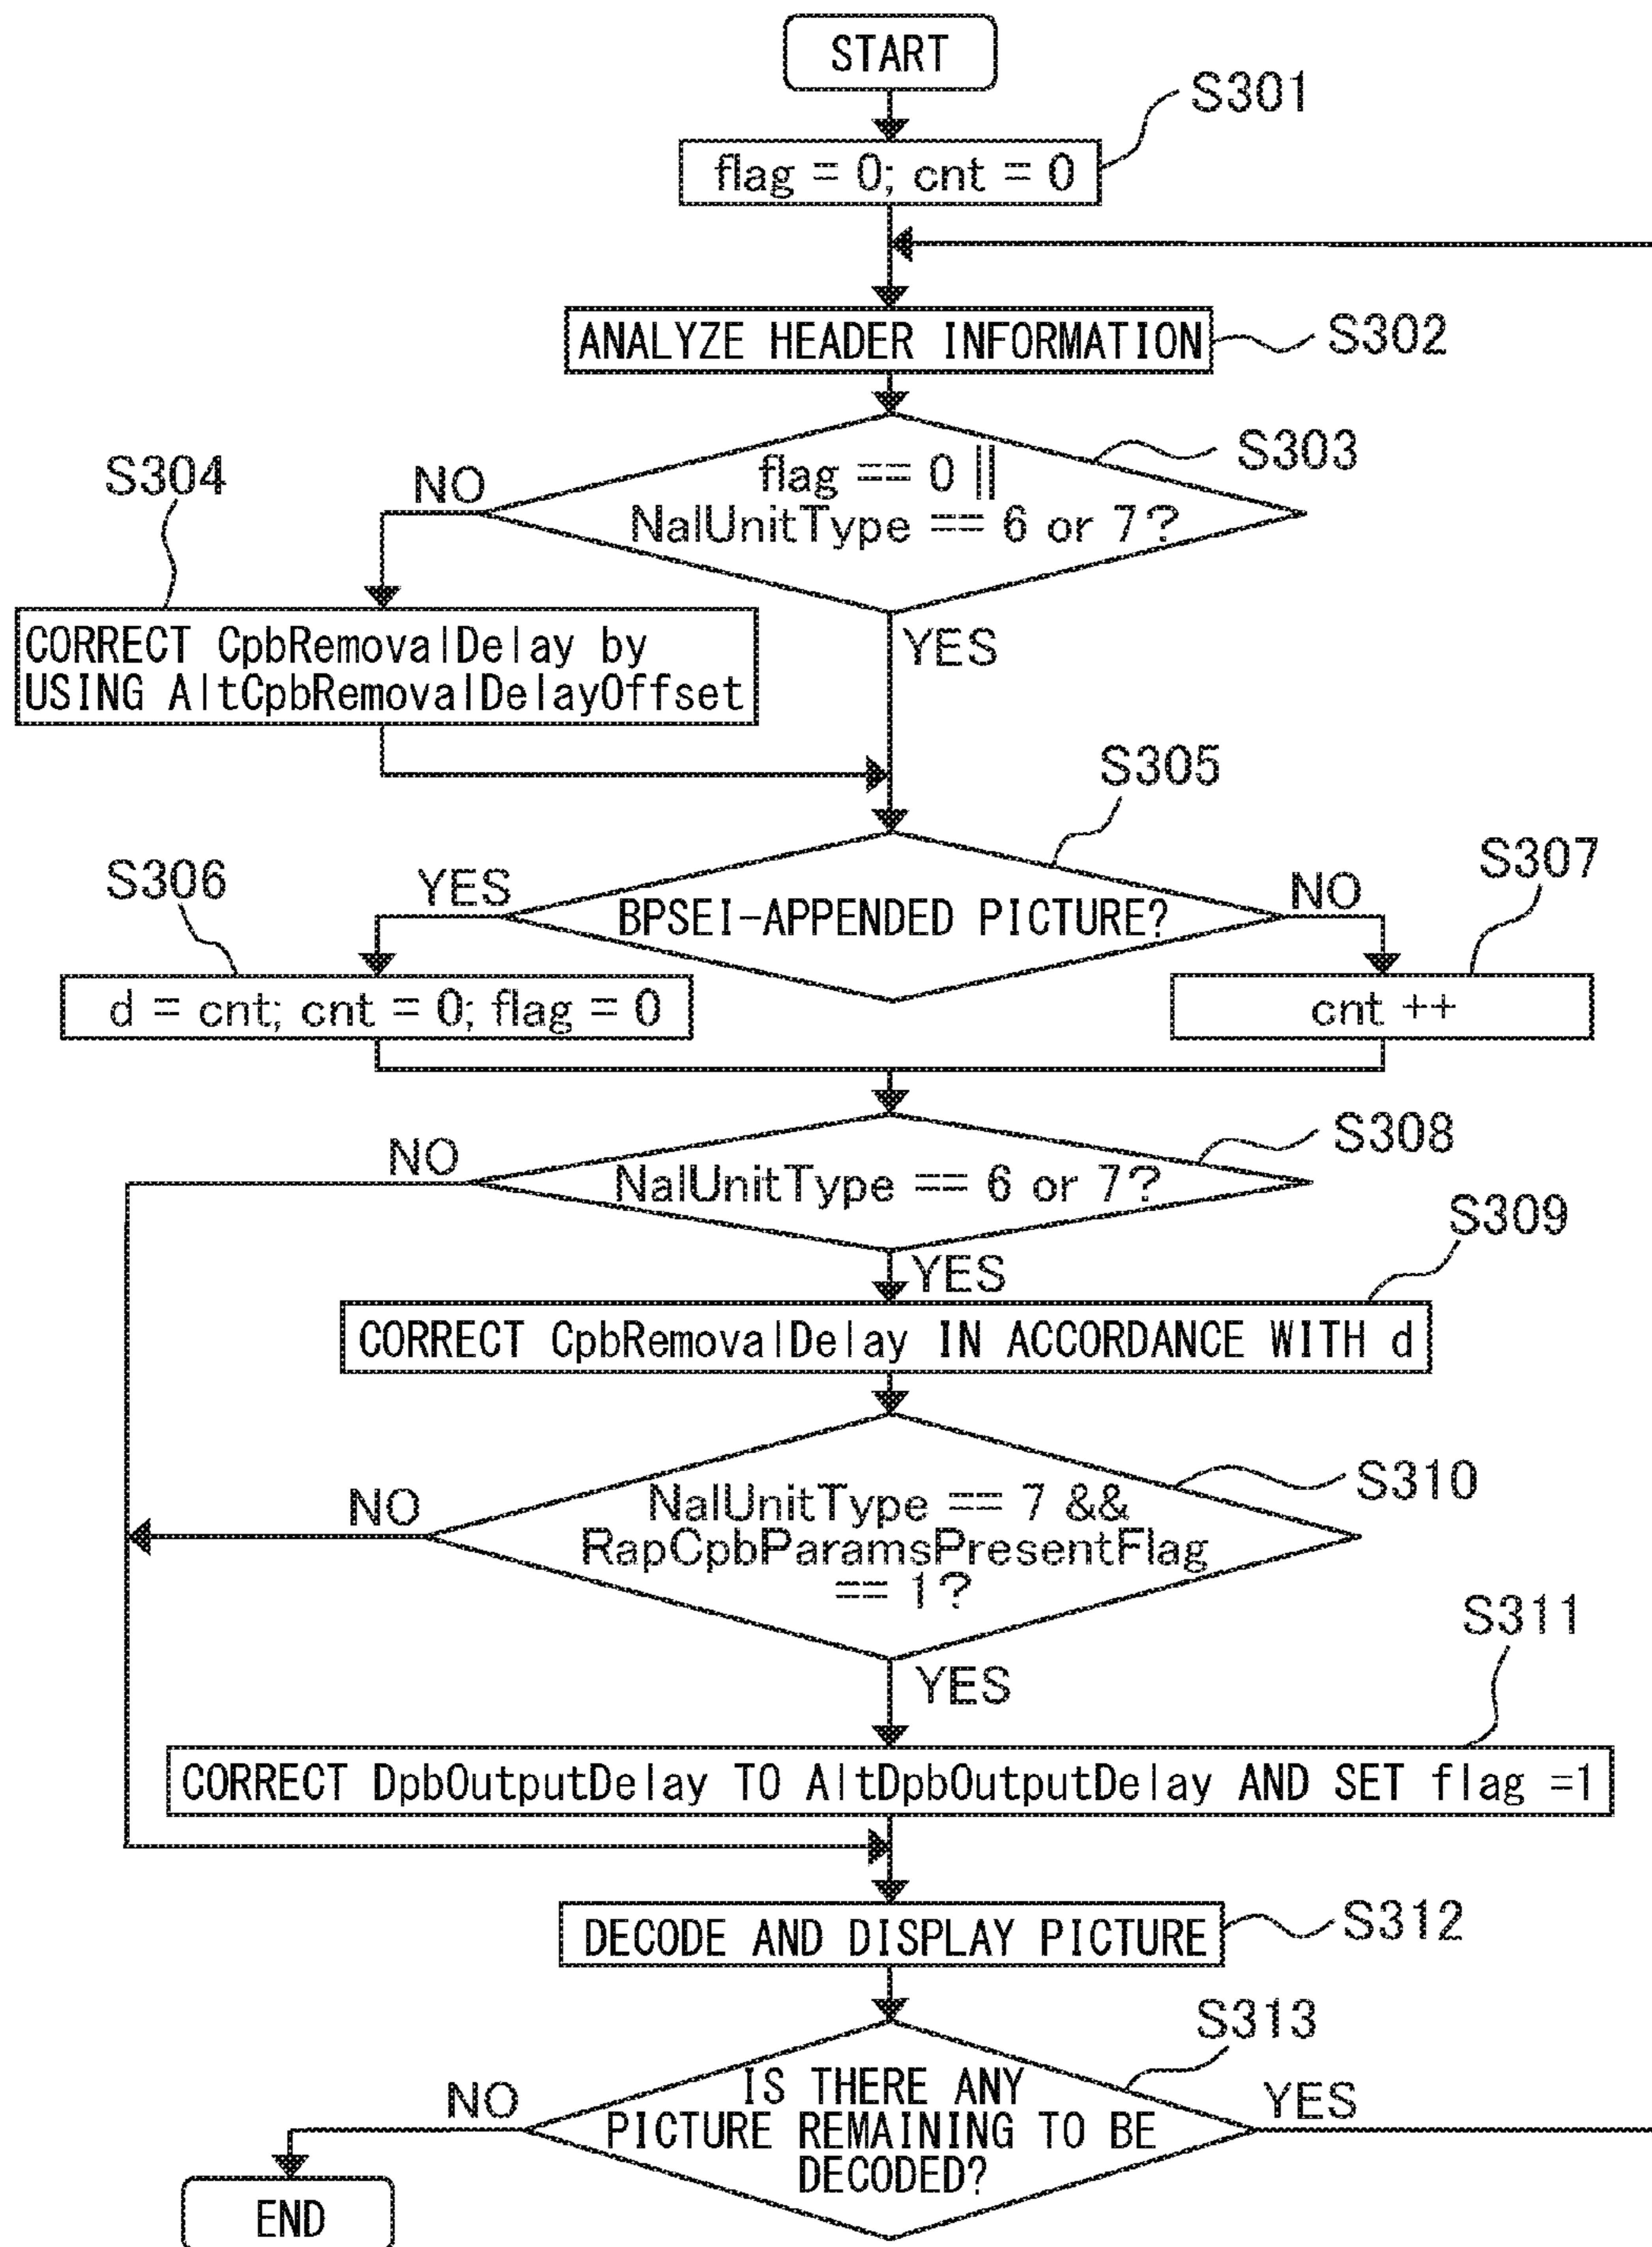 START
S301
flag = 0; cnt = 0
ANALYZE HEADER INFORMATION
S302
S303
flag == 0 ||
NalUnitType == 6 or 7?
NO
S304
CORRECT CpbRemovalDelay by
USING AltCpbRemovalDelayOffset
YES
S305
BPSEI-APPENDED PICTURE?
YES
NO
S306
S307
d = cnt; cnt = 0; flag = 0
cnt ++
S308
NO
NalUnitType == 6 or 7?
S309
YES
CORRECT CpbRemovalDelay IN ACCORDANCE WITH d
S310
NO
NalUnitType == 7 &&
RapCpbParamsPresentFlag
== 1?
S311
YES
CORRECT DpbOutputDelay TO AltDpbOutputDelay AND SET flag =1
DECODE AND DISPLAY PICTURE
S312
S313
NO
IS THERE ANY
PICTURE REMAINING TO BE
DECODED?
YES
END